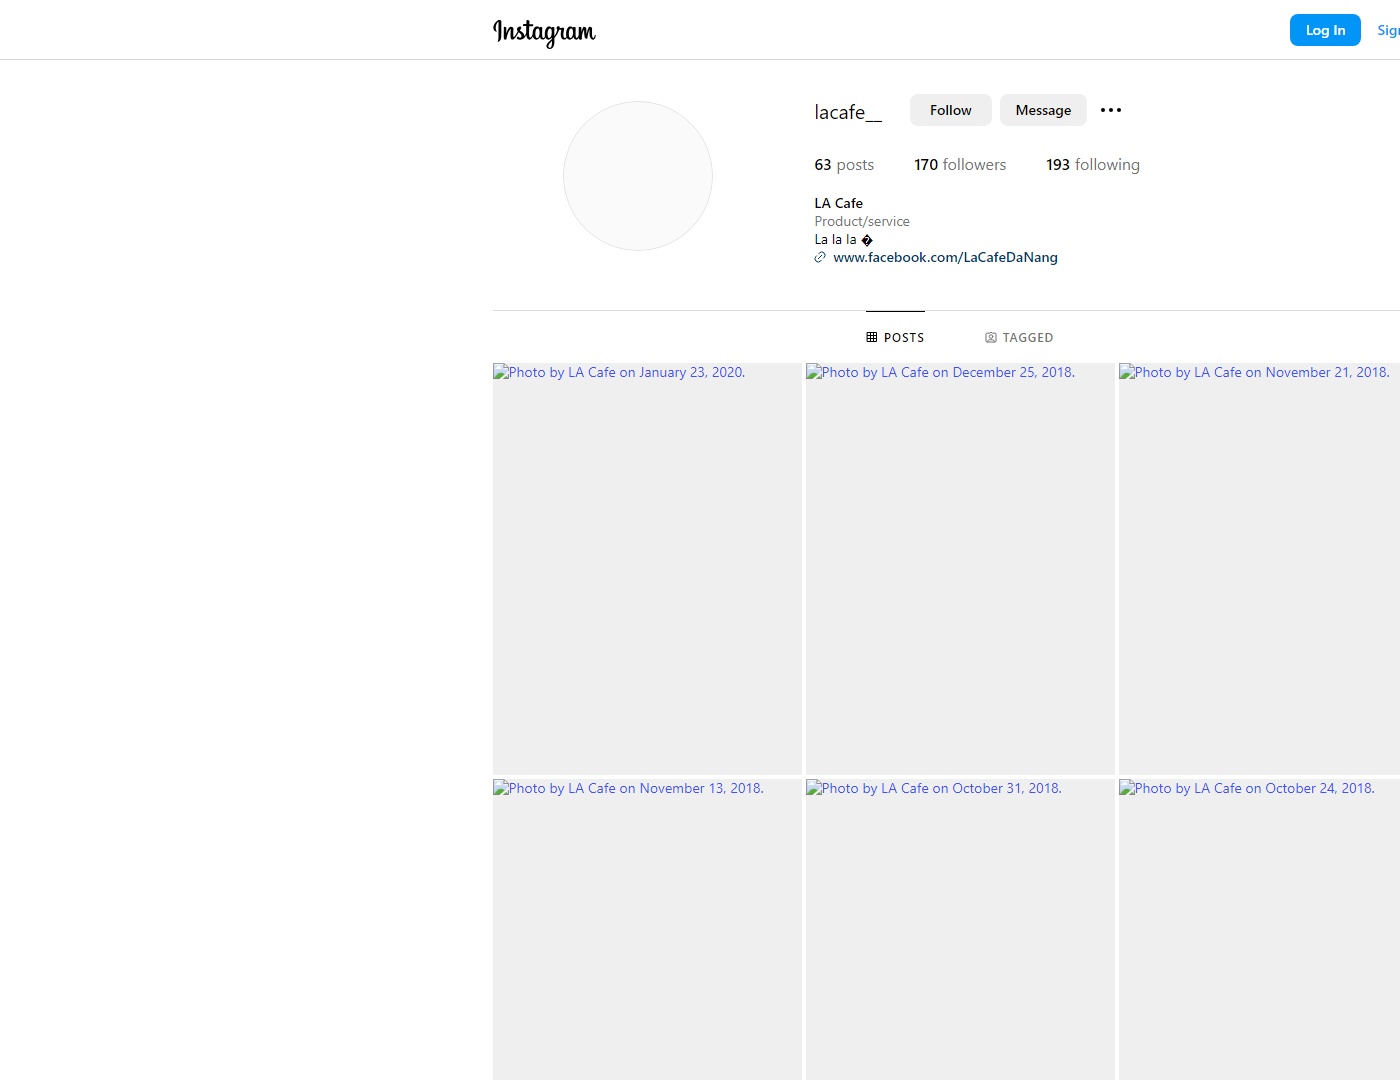 Instagram
Log In
lacafe__
Follow
Message
63 posts
170 followers
193 following
LA Cafe
Product/service
La la la �
www.facebook.com/LaCafeDaNang
POSTS
TAGGED
Photo by LA Cafe on January 23, 2020.
Photo by LA Cafe on December 25, 2018.
Photo by LA Cafe on November 21, 2018.
Photo by LA Cafe on November 13, 2018.
Photo by LA Cafe on October 31, 2018.
Photo by LA Cafe on October 24, 2018.